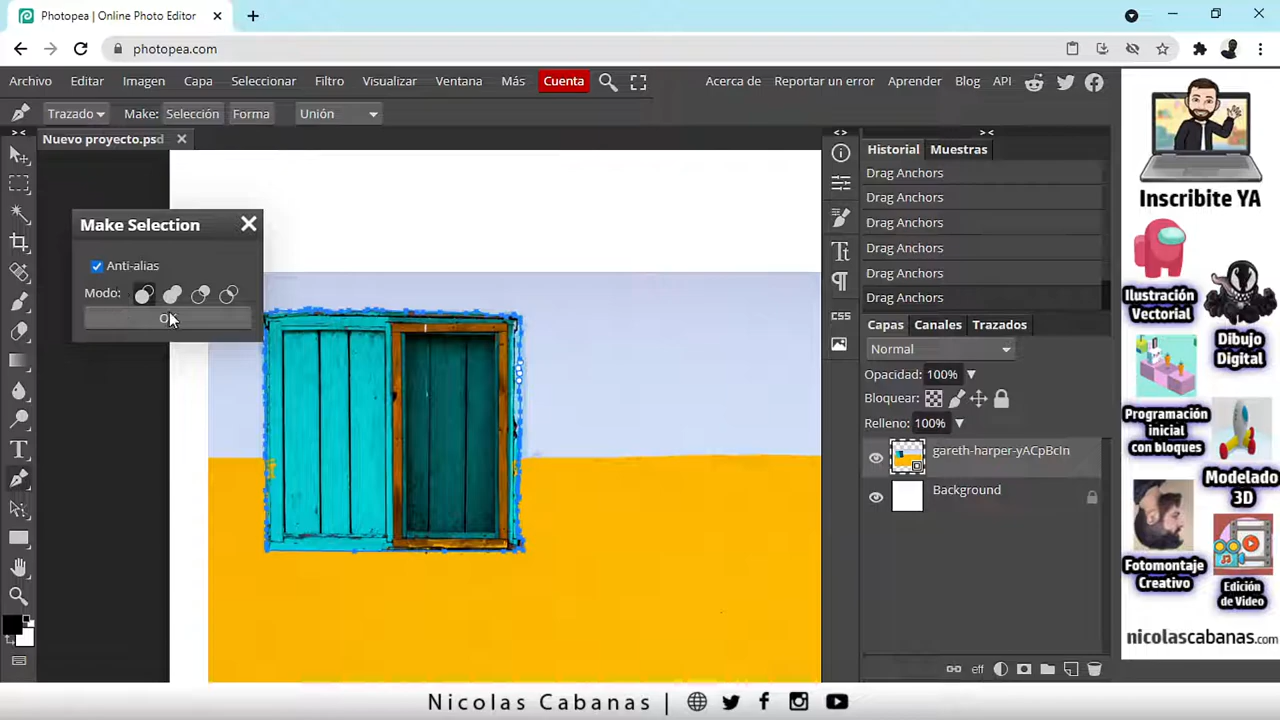 Photopea | Online Photo Editor
photopea.com
Archivo Editar Imagen Capa Seleccionar Filtro Visualizar Ventana Más Cuenta Acerca de Reportar un error Aprender Blog API
Trazado Make: Selección Forma Unión
Nuevo proyecto.psd
Make Selection
Anti-alias
Modo:
Historial Muestras
Drag Anchors
Drag Anchors
Drag Anchors
Drag Anchors
Drag Anchors
Drag Anchors
CSS
Capas Canales Trazados
Normal
Opacidad: 100%
Bloquear:
Relleno: 100%
gareth-harper-yACpBcIn
Background
eff
Inscribite YA
Ilustración
Vectorial
Dibujo
Digital
Programación
inicial
con bloques
Modelado
3D
Fotomontaje
Creativo
Edición
de Video
nicolascabanas.com
Nicolas Cabanas |